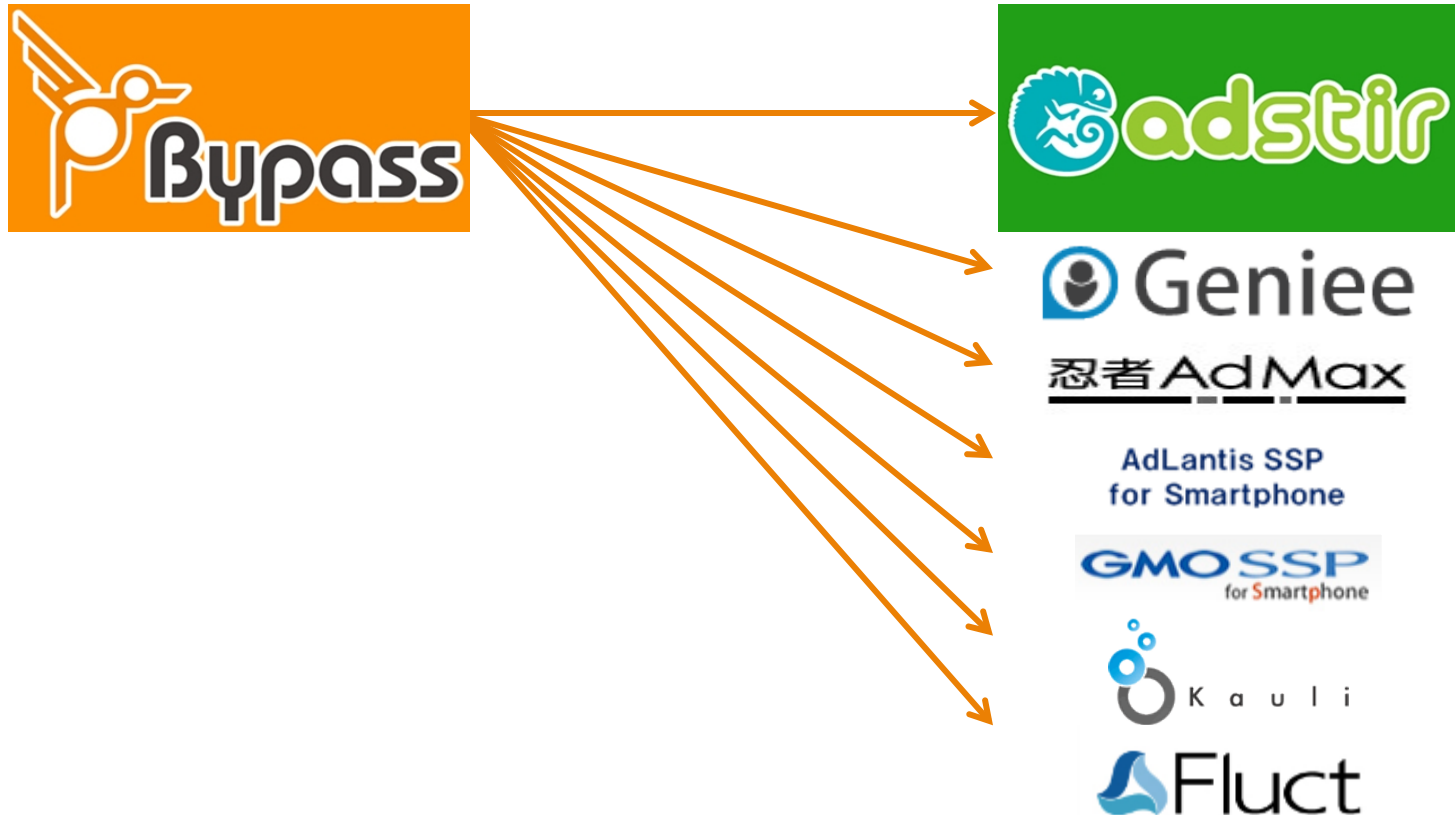 Bypass
adstir
Geniee
忍者AdMax
AdLantis SSP
for Smartphone
GMO SSP
for Smartphone
Kauli
Fluct